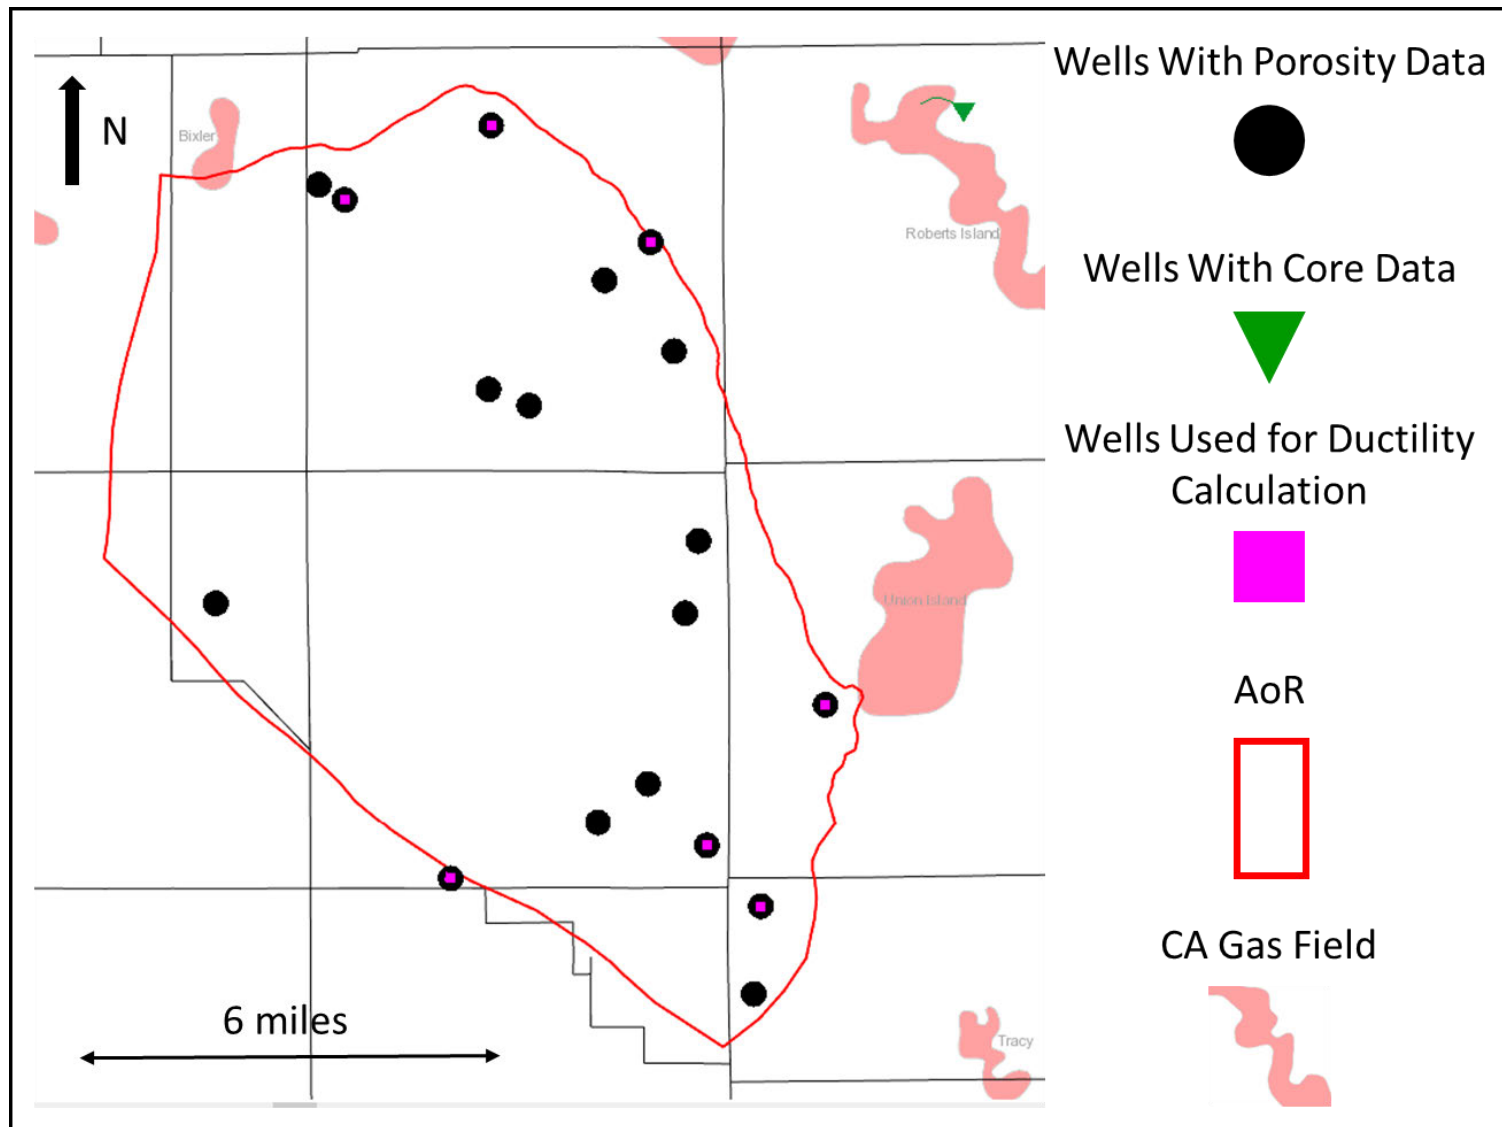 Wells With Porosity Data
N
Bixler
Roberts Island
Wells With Core Data
Wells Used for Ductility
Calculation
Union Island
AoR
CA Gas Field
6 miles
Tracy